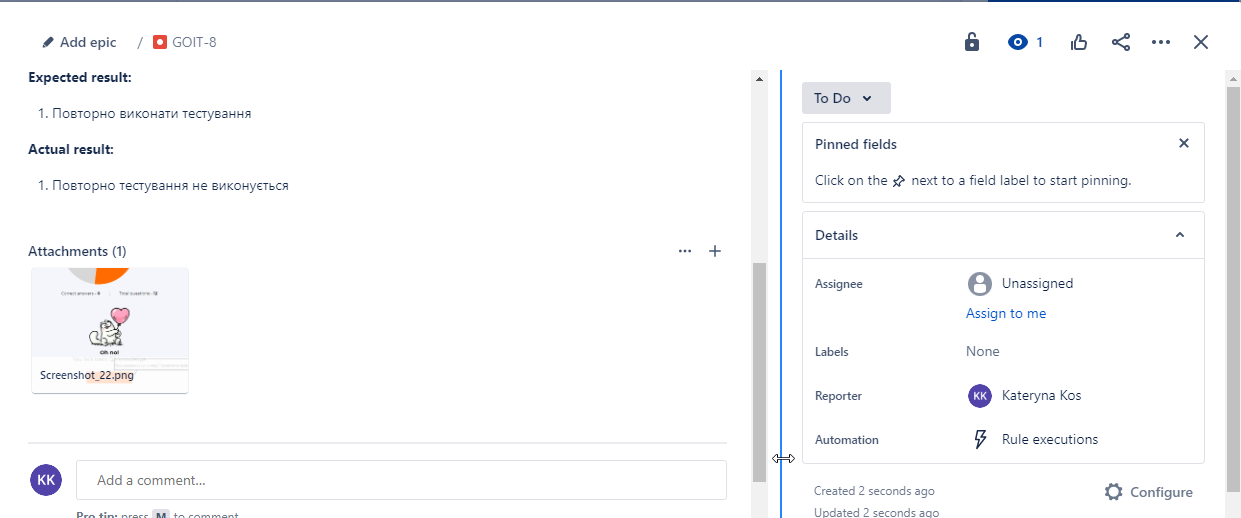 Add epic / GOIT-8
1
Expected result:
1. Повторно виконати тестування
Actual result:
1. Повторно тестування не виконується
Attachments (1)
Correct answers - 0 Total questions - 12
oh no!
Screenshot_22.png
KK
Add a comment...
Pro tip: press M to comment
To Do
Pinned fields
Click on the next to a field label to start pinning.
Details
Assignee
Unassigned
Assign to me
Labels
None
Reporter
KK Kateryna Kos
Automation
Rule executions
Created 2 seconds ago
Updated 2 seconds ago
Configure